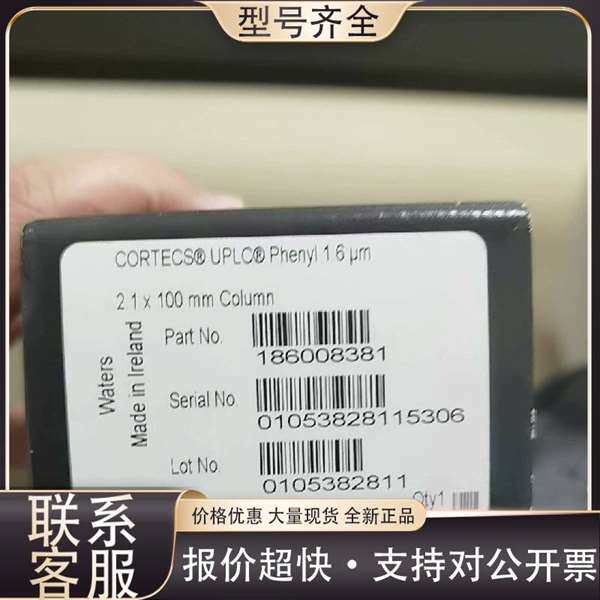 型号齐全
CORTECS® UPLC® Phenyl 1.6 µm
2.1 x 100 mm Column
Waters
Made in Ireland
Part No.
186008381
Serial No.
01053828115306
Lot No.
0105382811
Qty1
联系
客服
价格优惠 大量现货 全新正品
报价超快·支持对公开票